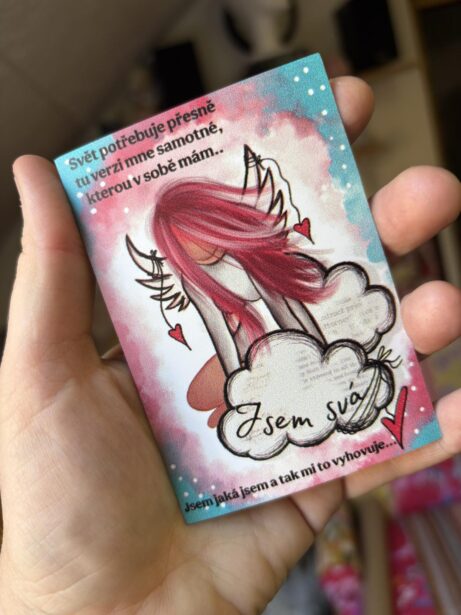 Svět potřebuje přesně
tu verzi mne samotné,
kterou v sobě mám..
Jsem svá
Jsem jaká jsem a tak mi to vyhovuje...